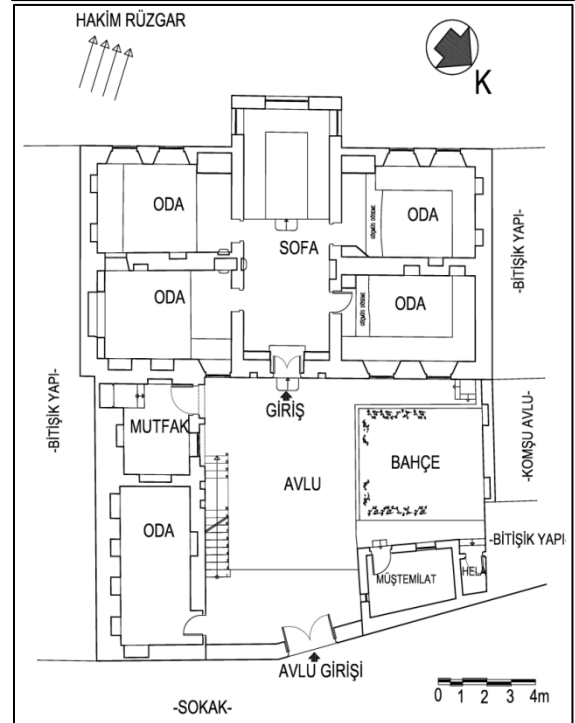 HAKİM RÜZGAR
K
ODA
ODA
SOFA
ODA
ODA
-BİTİŞİK YAPI-
-BİTİŞİK YAPI-
GİRİŞ
MUTFAK
AVLU
BAHÇE
-KOMŞU AVLU-
ODA
-BİTİŞİK YAPI-
MÜŞTEMİLAT
HELA
AVLU GİRİŞİ
-SOKAK-
0 1 2 3 4m